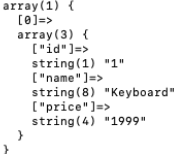 array(1) {
  [0]=>
  array(3) {
    ["id"]=>
    string(1) "1"
    ["name"]=>
    string(8) "Keyboard"
    ["price"]=>
    string(4) "1999"
  }
}